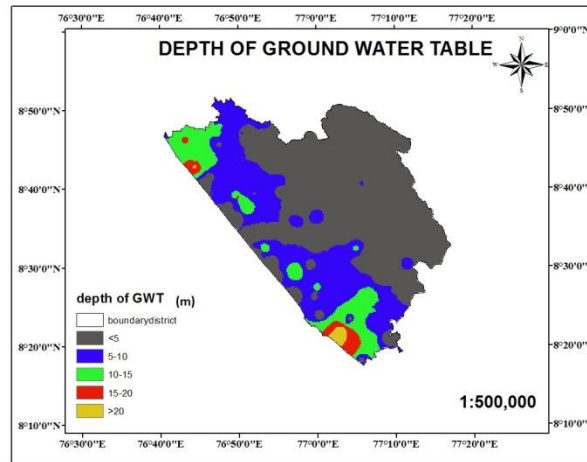 76°30'0"E 76°40'0"E 76°50'0"E 77°0'0"E 77°10'0"E 77°20'0"E
9°0'0"N
DEPTH OF GROUND WATER TABLE
N
W E
S
8°50'0"N 8°50'0"N
8°40'0"N 8°40'0"N
8°30'0"N 8°30'0"N
8°20'0"N 8°20'0"N
8°10'0"N 8°10'0"N
depth of GWT (m)
boundarydistrict
<5
5-10
10-15
15-20
>20
1:500,000
76°30'0"E 76°40'0"E 76°50'0"E 77°0'0"E 77°10'0"E 77°20'0"E